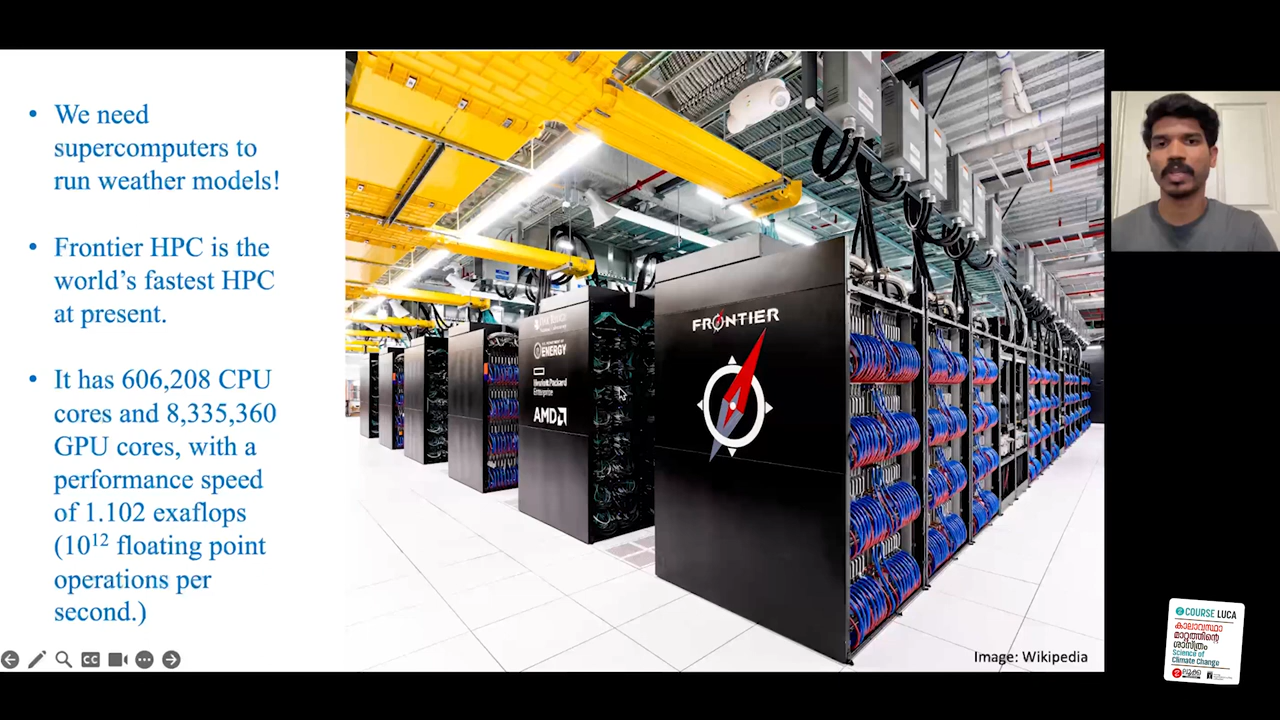 • We need
supercomputers to
run weather models!
• Frontier HPC is the
world’s fastest HPC
at present.
• It has 606,208 CPU
cores and 8,335,360
GPU cores, with a
performance speed
of 1.102 exaflops
(10¹² floating point
operations per
second.)
FRONTIER
ENERGY
Hewlett Packard
Enterprise
AMD
Image: Wikipedia
CC
COURSE LUCA
കാലാവസ്ഥാ
മാറ്റത്തിന്റെ
ശാസ്ത്രം
Science of
Climate Change
ലൂക്ക